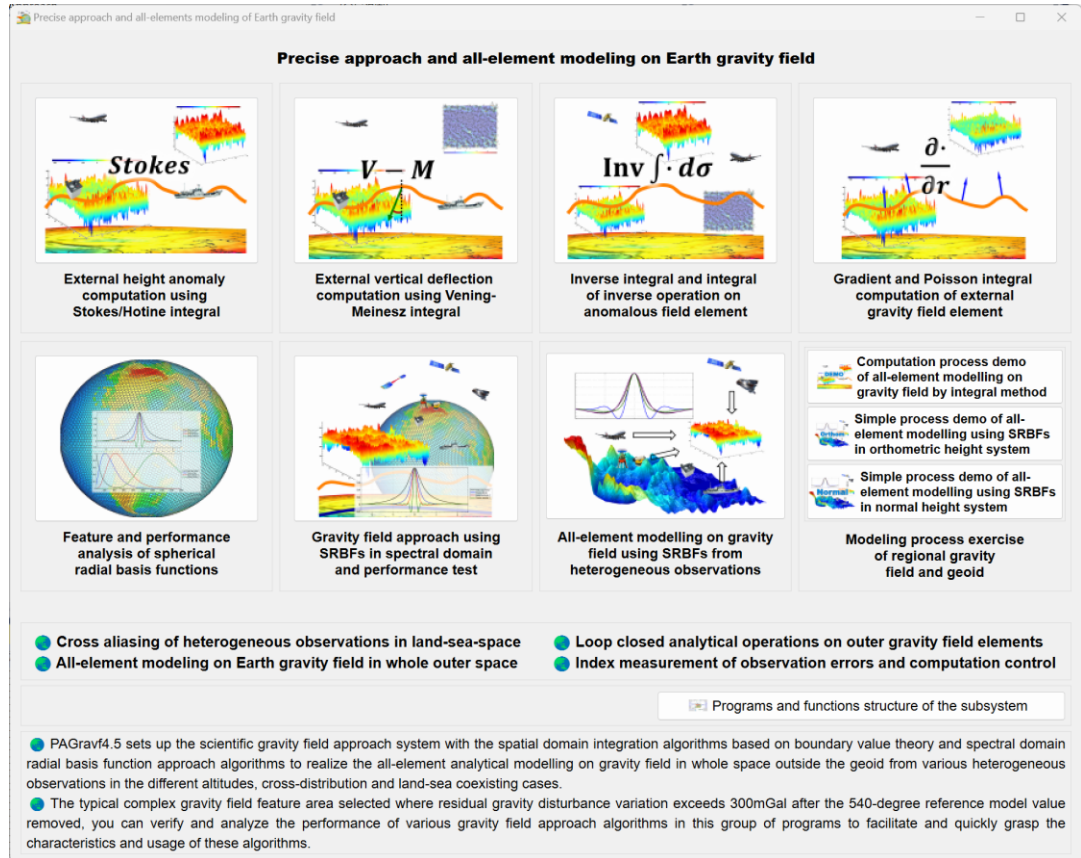 Precise approach and all-elements modeling of Earth gravity field
Precise approach and all-element modeling on Earth gravity field
Stokes
V – M
Inv ∫· dσ
∂·
∂r
External height anomaly
computation using
Stokes/Hotine integral
External vertical deflection
computation using Vening-
Meinesz integral
Inverse integral and integral
of inverse operation on
anomalous field element
Gradient and Poisson integral
computation of external
gravity field element
Feature and performance
analysis of spherical
radial basis functions
Gravity field approach using
SRBFs in spectral domain
and performance test
All-element modelling on gravity
field using SRBFs from
heterogeneous observations
DEMO
Computation process demo
of all-element modelling on
gravity field by integral method
Simple process demo of all-
element modelling using SRBFs
in orthometric height system
Normal
Simple process demo of all-
element modelling using SRBFs
in normal height system
Modeling process exercise
of regional gravity
field and geoid
Cross aliasing of heterogeneous observations in land-sea-space
All-element modeling on Earth gravity field in whole outer space
Loop closed analytical operations on outer gravity field elements
Index measurement of observation errors and computation control
Programs and functions structure of the subsystem
PAGravf4.5 sets up the scientific gravity field approach system with the spatial domain integration algorithms based on boundary value theory and spectral domain
radial basis function approach algorithms to realize the all-element analytical modelling on gravity field in whole space outside the geoid from various heterogeneous
observations in the different altitudes, cross-distribution and land-sea coexisting cases.
The typical complex gravity field feature area selected where residual gravity disturbance variation exceeds 300mGal after the 540-degree reference model value
removed, you can verify and analyze the performance of various gravity field approach algorithms in this group of programs to facilitate and quickly grasp the
characteristics and usage of these algorithms.